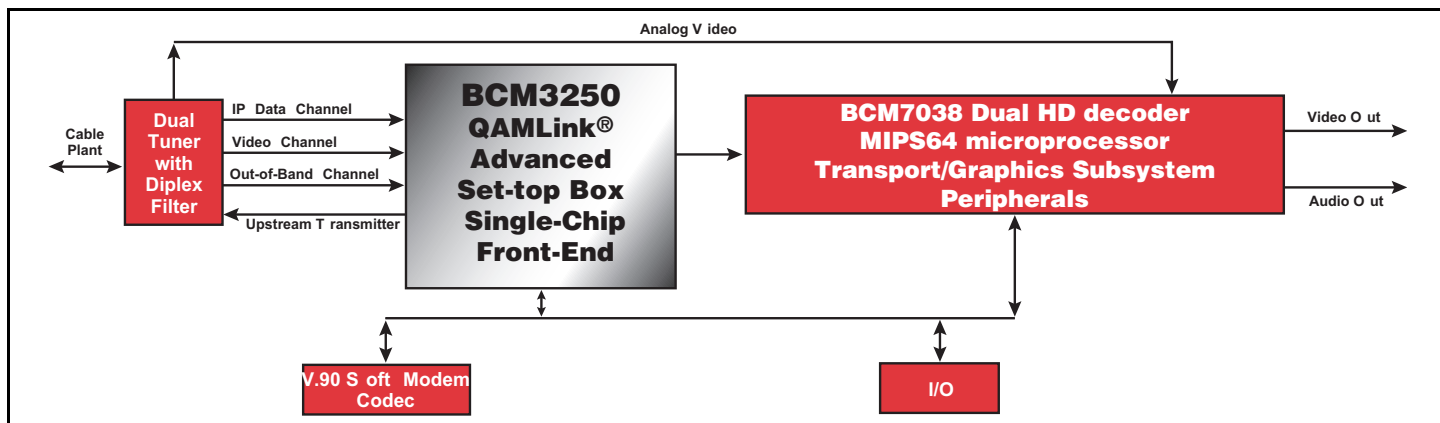 Analog V ideo
Cable
Plant
Dual
Tuner
with
Diplex
Filter
IP Data Channel
Video Channel
Out-of-Band Channel
Upstream T ransmitter
BCM3250
QAMLink®
Advanced
Set-top Box
Single-Chip
Front-End
BCM7038 Dual HD decoder
MIPS64 microprocessor
Transport/Graphics Subsystem
Peripherals
Video O ut
Audio O ut
V.90 S oft Modem
Codec
I/O